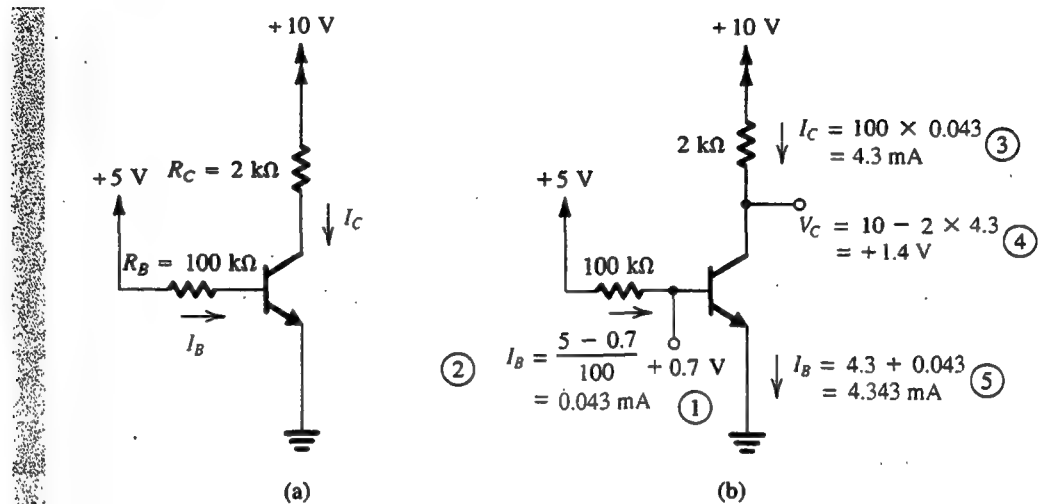 +10 V
R_C = 2 kΩ
+5 V
I_C
R_B = 100 kΩ
I_B
(a)
+10 V
2 kΩ
I_C = 100 × 0.043
= 4.3 mA
③
+5 V
V_C = 10 − 2 × 4.3
= +1.4 V
④
100 kΩ
②
I_B = 5 − 0.7 / 100
= 0.043 mA
+0.7 V
①
I_B = 4.3 + 0.043
= 4.343 mA
⑤
(b)